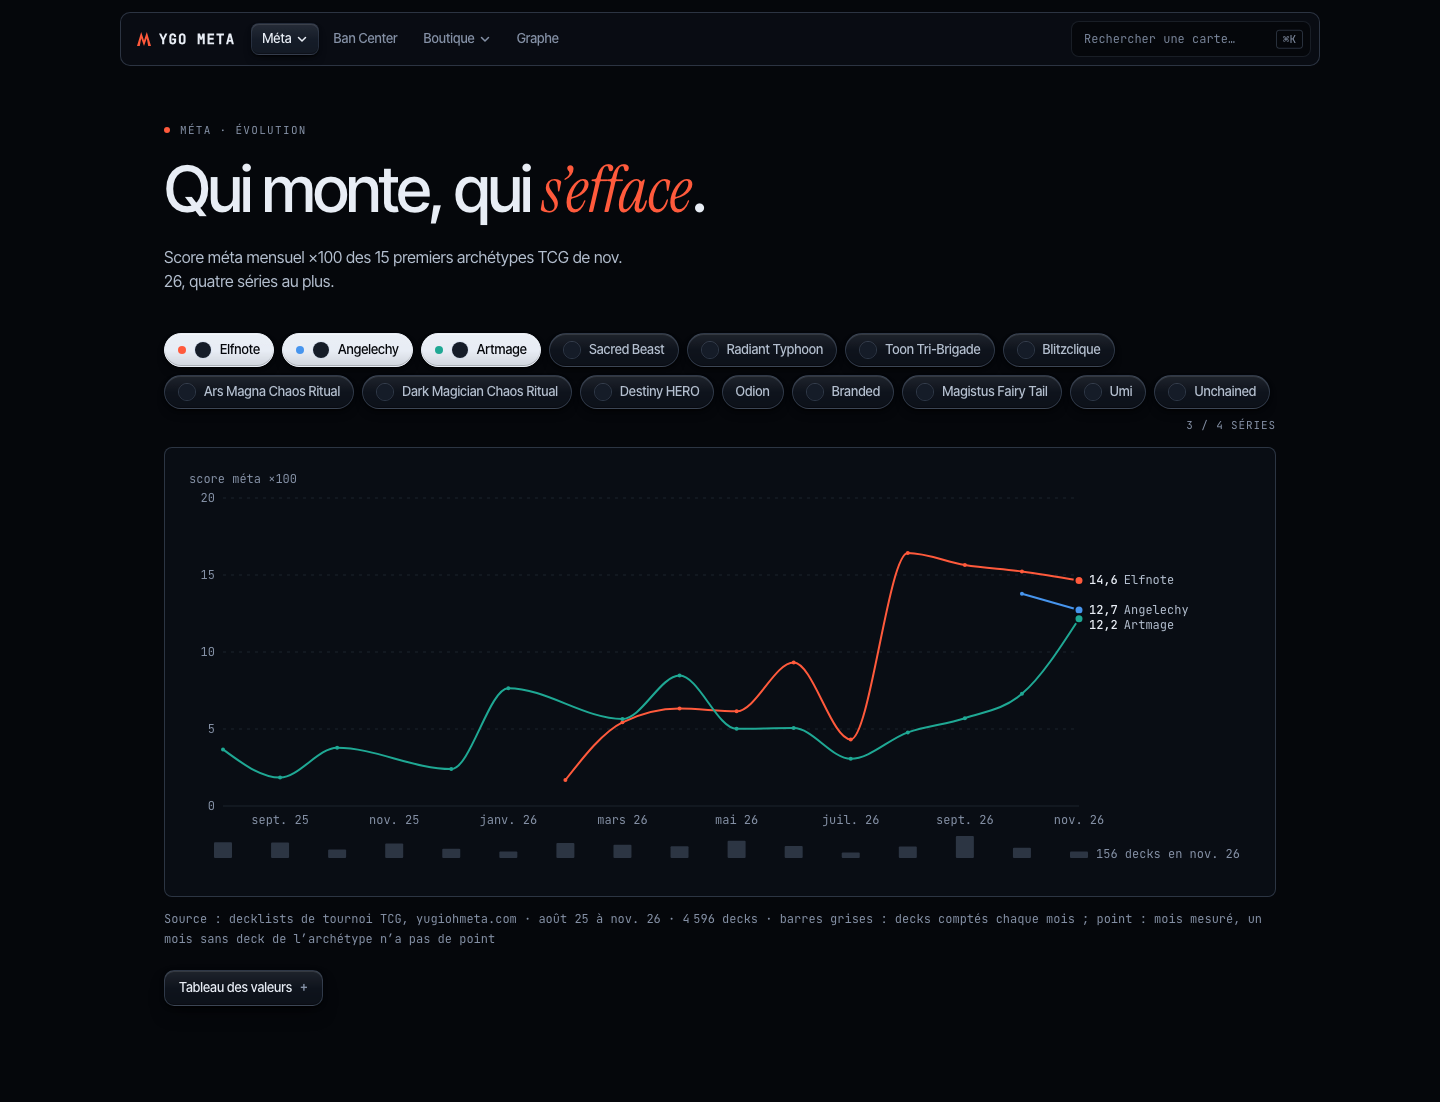 YGO META Méta Ban Center Boutique Graphe Rechercher une carte… ⌘K
MÉTA · ÉVOLUTION
Qui monte, qui s’efface.
Score méta mensuel ×100 des 15 premiers archétypes TCG de nov.
26, quatre séries au plus.
Elfnote Angelechy Artmage Sacred Beast Radiant Typhoon Toon Tri-Brigade Blitzclique
Ars Magna Chaos Ritual Dark Magician Chaos Ritual Destiny HERO Odion Branded Magistus Fairy Tail Umi Unchained
3 / 4 SÉRIES
score méta ×100
20
15
14,6 Elfnote
12,7 Angelechy
12,2 Artmage
10
5
0
sept. 25 nov. 25 janv. 26 mars 26 mai 26 juil. 26 sept. 26 nov. 26
156 decks en nov. 26
Source : decklists de tournoi TCG, yugiohmeta.com · août 25 à nov. 26 · 4 596 decks · barres grises : decks comptés chaque mois ; point : mois mesuré, un
mois sans deck de l’archétype n’a pas de point
Tableau des valeurs +